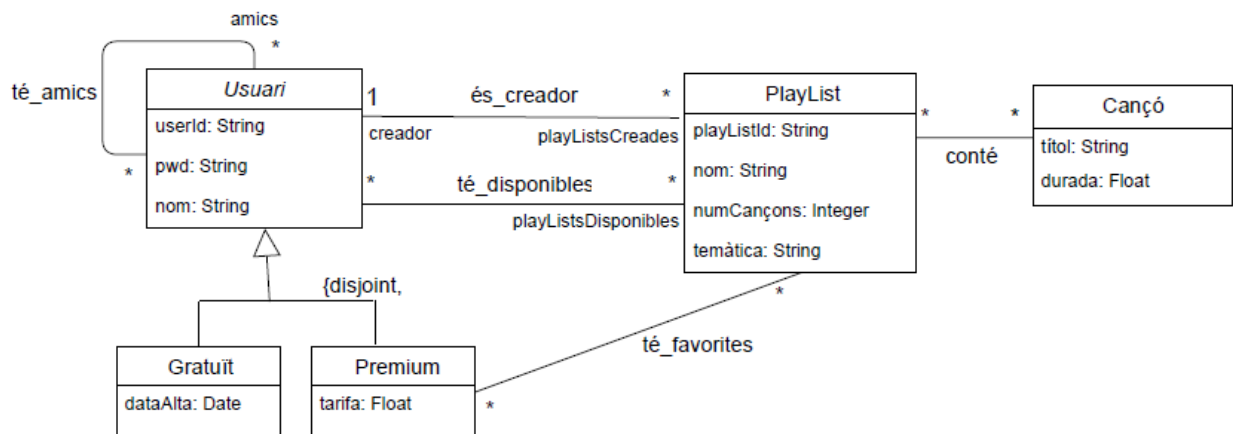 amics
*
té_amics
*
Usuari
userId: String
pwd: String
nom: String
1
és_creador
*
creador
playListsCreades
*
té_disponibles
*
playListsDisponibles
PlayList
playListId: String
nom: String
numCançons: Integer
temàtica: String
*
*
conté
Cançó
títol: String
durada: Float
{disjoint,
Gratuït
dataAlta: Date
Premium
tarifa: Float
*
té_favorites
*